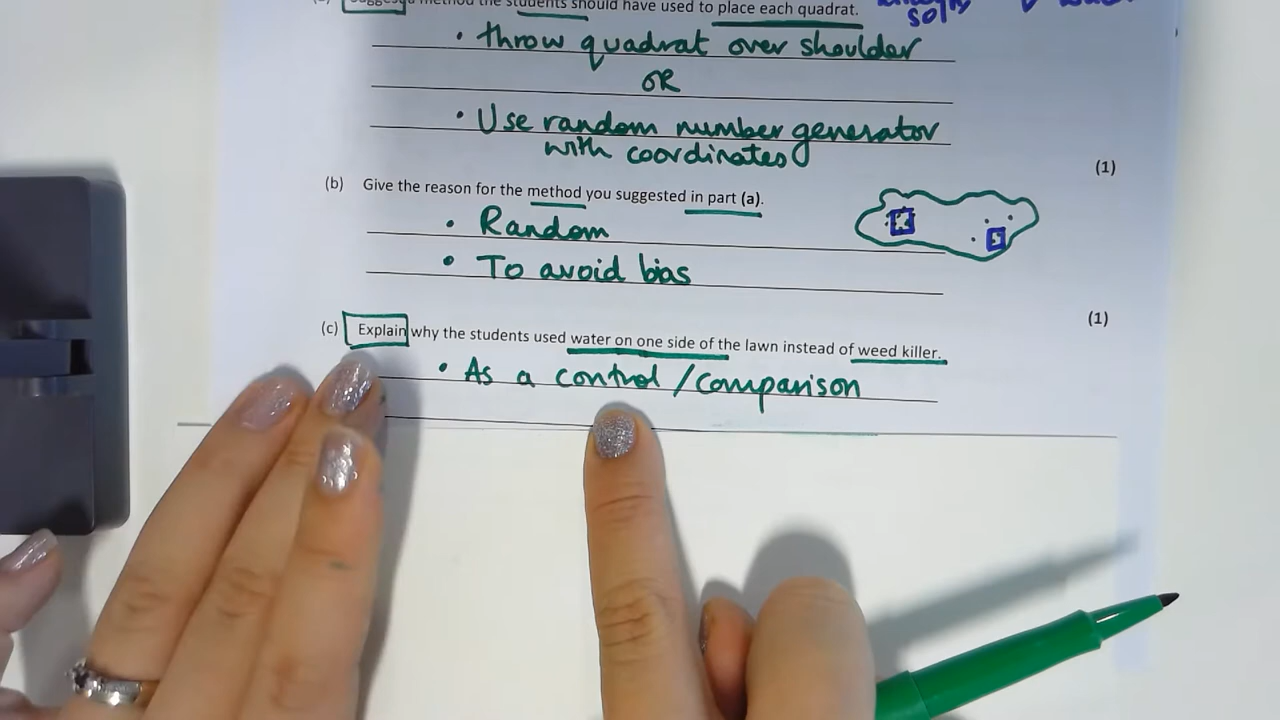 method the students should have used to place each quadrat.
sol
• throw quadrat over shoulder
OR
• Use random number generator
with coordinates
(1)
(b) Give the reason for the method you suggested in part (a).
• Random
• To avoid bias
(1)
(c) Explain why the students used water on one side of the lawn instead of weed killer.
• As a control / comparison